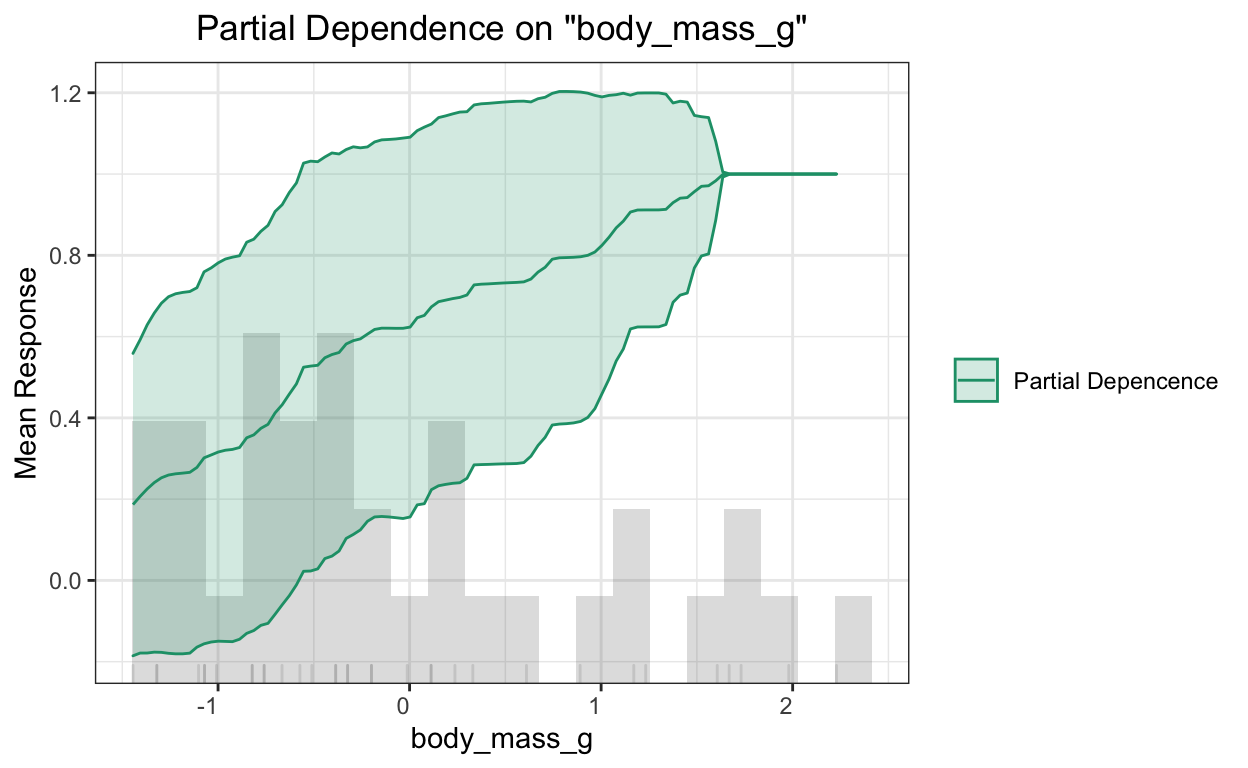 Partial Dependence on "body_mass_g"
1.2
0.8
0.4
0.0
Mean Response
-1
0
1
2
body_mass_g
Partial Depencence